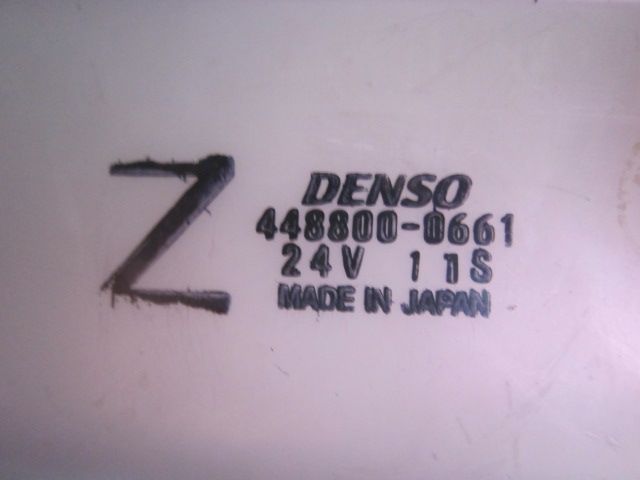 Z
DENSO
448800-0661
24V 11S
MADE IN JAPAN